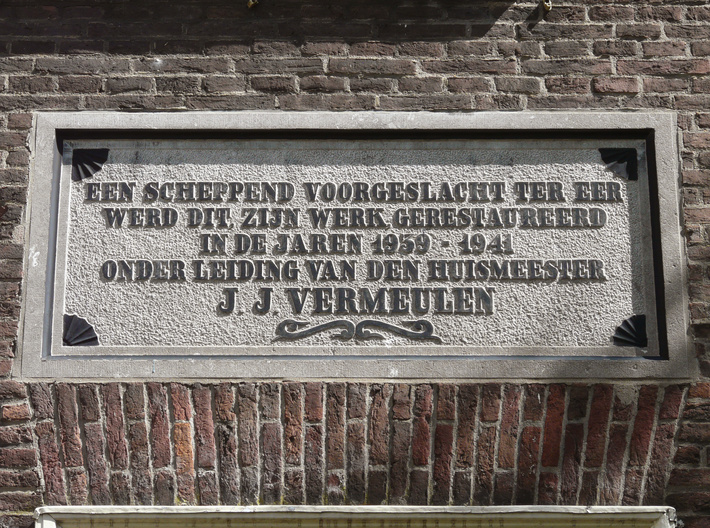 EEN SCHEPPEND VOORGESLACHT TER EER
WERD DIT, ZIJN WERK, GERESTAUREERD
IN DE JAREN 1939 - 1941
ONDER LEIDING VAN DEN HUISMEESTER
J. J. VERMEULEN